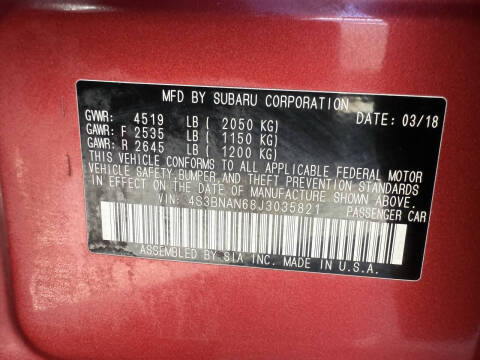 MFD BY SUBARU CORPORATION DATE: 03/18
GVWR: 4519 LB ( 2050 KG)
GAWR: F 2535 LB ( 1150 KG)
GAWR: R 2645 LB ( 1200 KG)
THIS VEHICLE CONFORMS TO ALL APPLICABLE FEDERAL MOTOR
VEHICLE SAFETY, BUMPER, AND THEFT PREVENTION STANDARDS
IN EFFECT ON THE DATE OF MANUFACTURE SHOWN ABOVE.
VIN: 4S3BNAN68J3035821 PASSENGER CAR
ASSEMBLED BY SIA INC. MADE IN U.S.A.